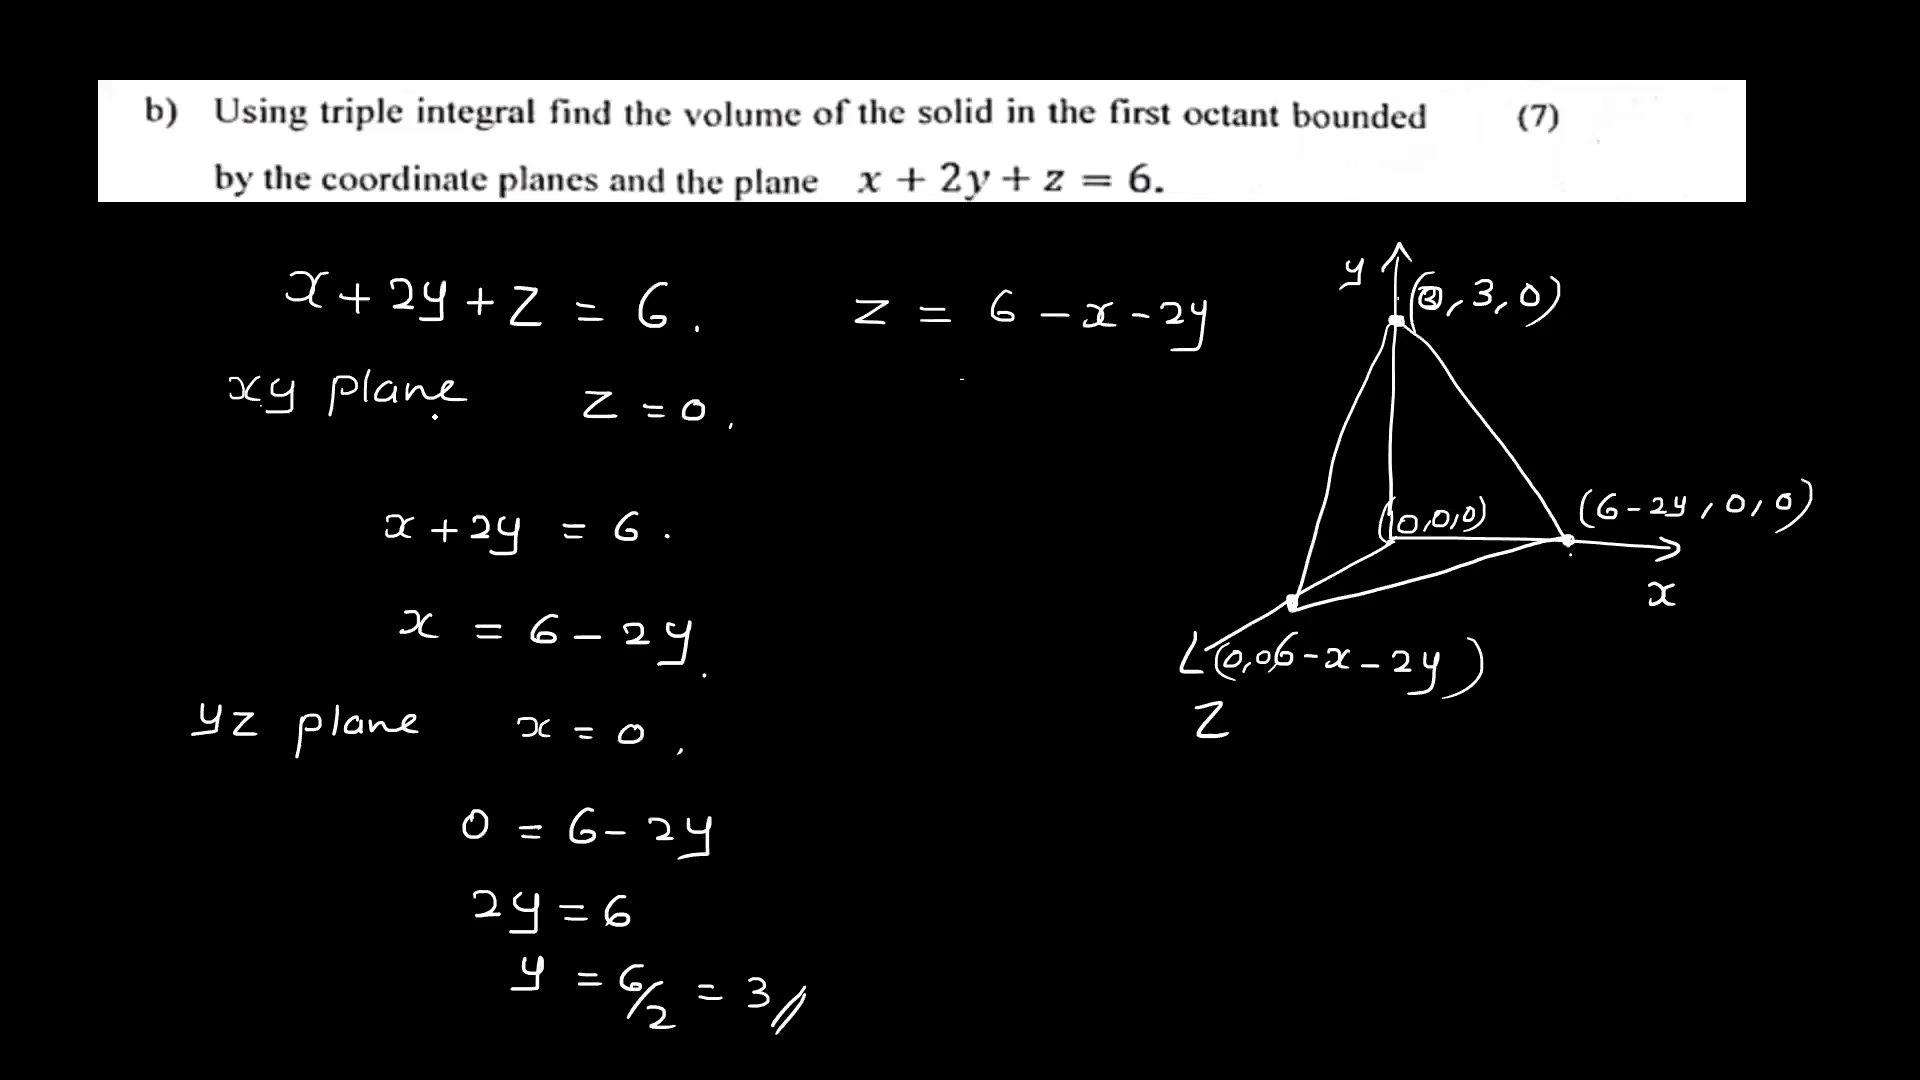 b) Using triple integral find the volume of the solid in the first octant bounded (7)
by the coordinate planes and the plane x + 2y + z = 6.
x + 2y + z = 6. z = 6 - x - 2y
xy plane z = 0.
x + 2y = 6.
x = 6 - 2y.
yz plane x = 0.
0 = 6 - 2y
2y = 6
y = 6/2 = 3//
y
, 3, 0)
(0,0,0)
(6-2y, 0, 0)
x
(0,0,6-x-2y)
z